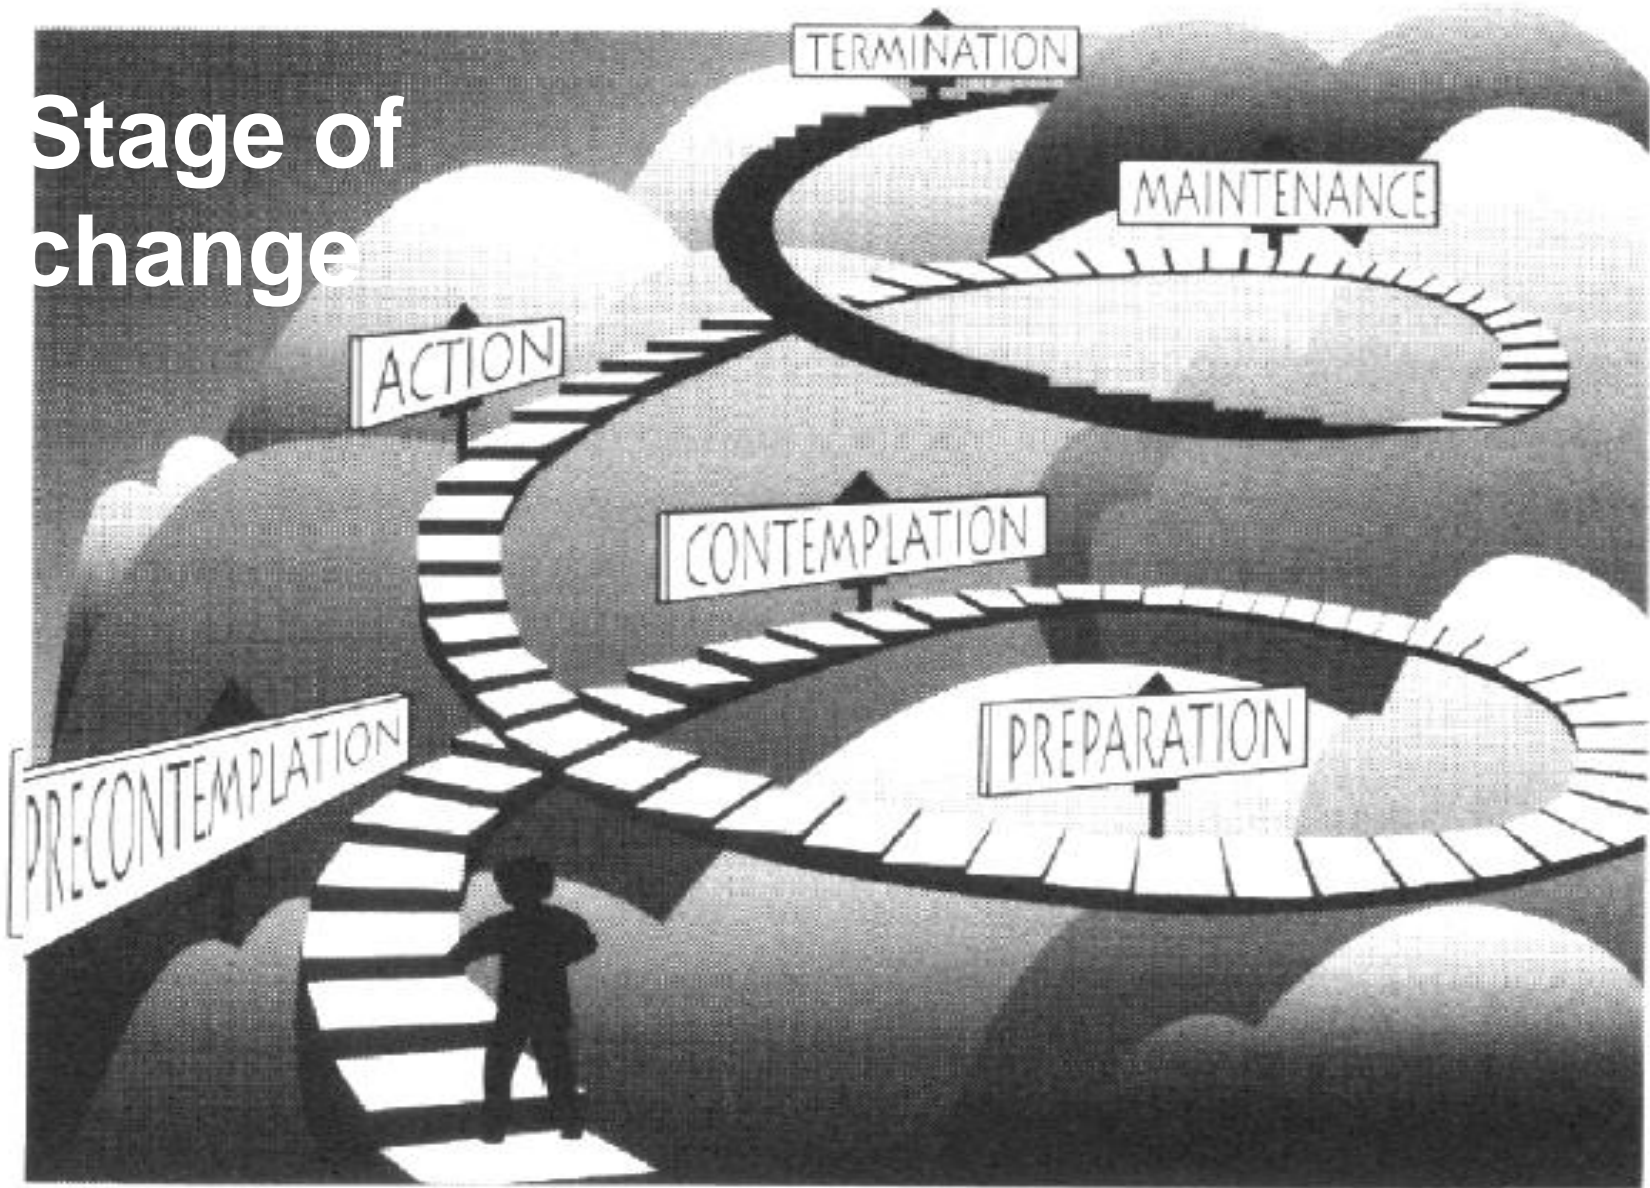 TERMINATION
Stage of
change
MAINTENANCE
ACTION
CONTEMPLATION
PRECONTEMPLATION
PREPARATION